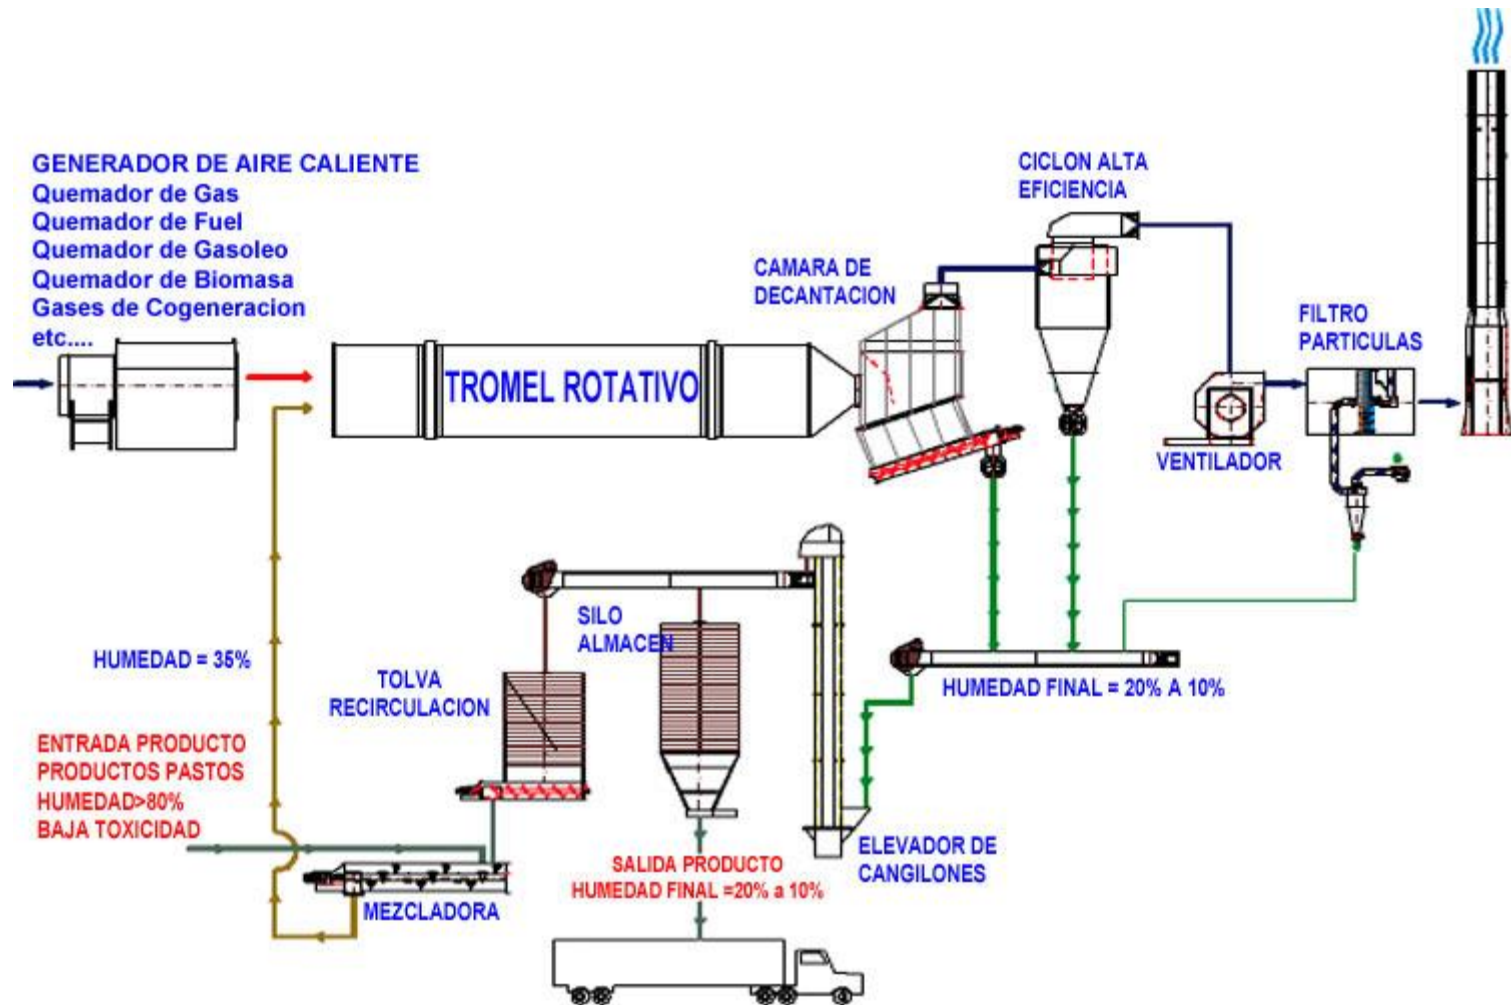 GENERADOR DE AIRE CALIENTE
Quemador de Gas
Quemador de Fuel
Quemador de Gasoleo
Quemador de Biomasa
Gases de Cogeneracion
etc....
TROMEL ROTATIVO
CAMARA DE
DECANTACION
CICLON ALTA
EFICIENCIA
VENTILADOR
FILTRO
PARTICULAS
HUMEDAD = 35%
ENTRADA PRODUCTO
PRODUCTOS PASTOS
HUMEDAD>80%
BAJA TOXICIDAD
MEZCLADORA
TOLVA
RECIRCULACION
SILO
ALMACEN
SALIDA PRODUCTO
HUMEDAD FINAL =20% a 10%
ELEVADOR DE
CANGILONES
HUMEDAD FINAL = 20% A 10%